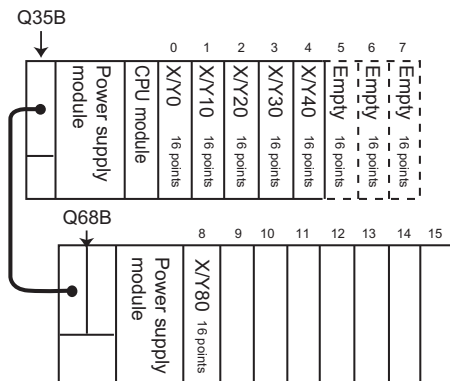 Q35B
0 1 2 3 4 5 6 7
Power supply
module
CPU module
X/Y0 16 points
X/Y10 16 points
X/Y20 16 points
X/Y30 16 points
X/Y40 16 points
Empty 16 points
Empty 16 points
Empty 16 points
Q68B
8 9 10 11 12 13 14 15
Power supply
module
X/Y80 16 points